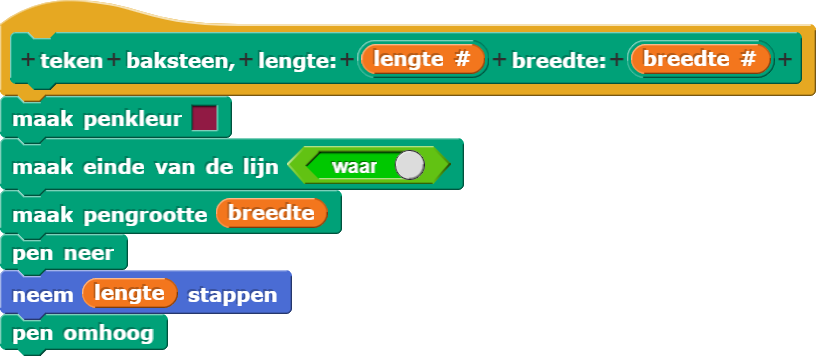 + teken + baksteen, + lengte: + lengte # + breedte: + breedte # +
maak penkleur
maak einde van de lijn waar
maak pengrootte breedte
pen neer
neem lengte stappen
pen omhoog